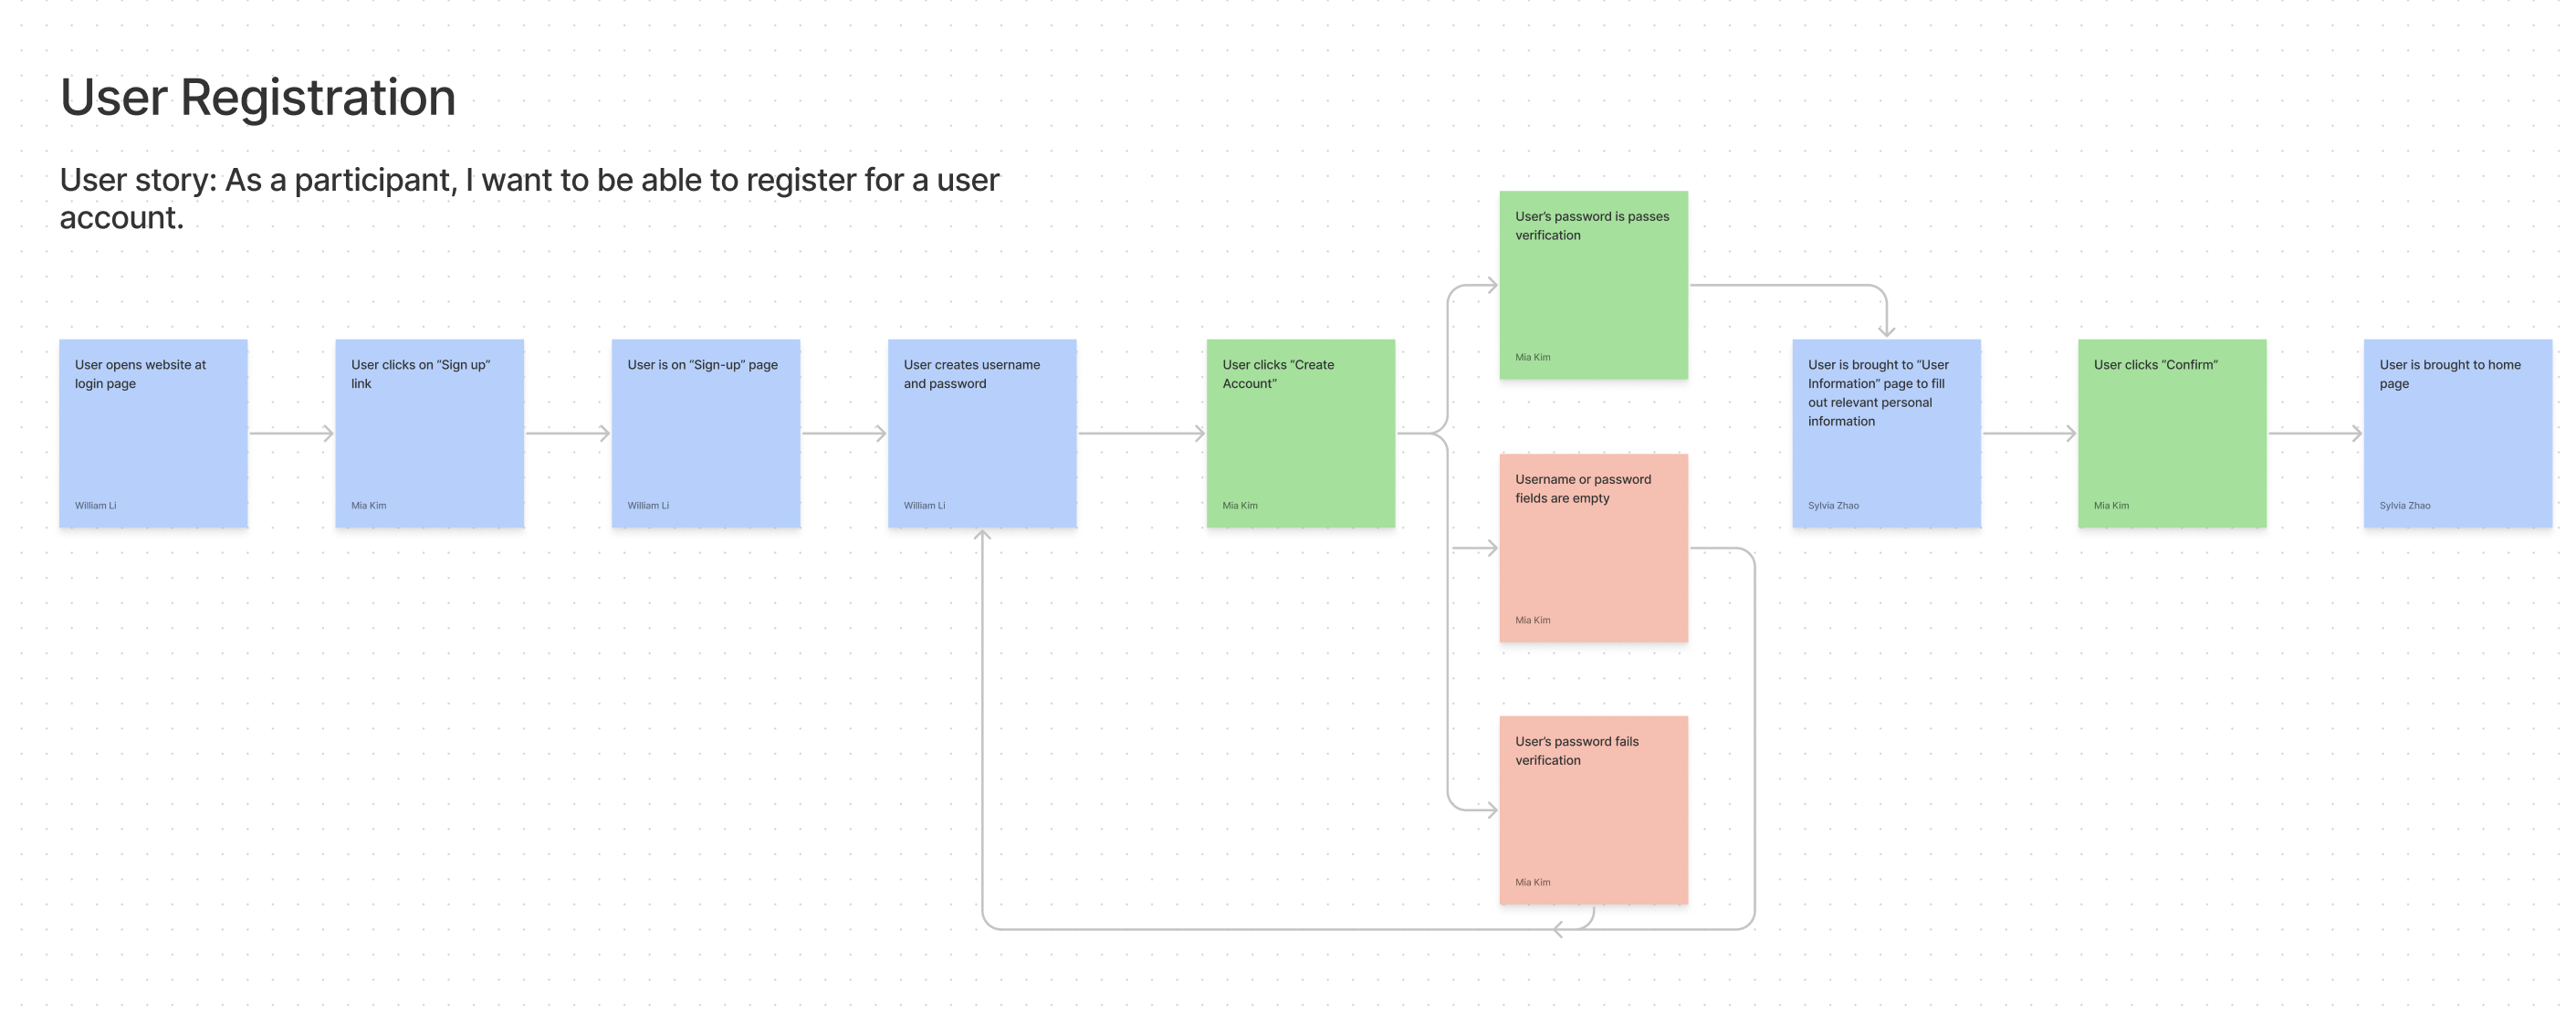 User Registration
User story: As a participant, I want to be able to register for a user
account.
User opens website at
login page
William Li
User clicks on “Sign up”
link
Mia Kim
User is on “Sign-up” page
William Li
User creates username
and password
William Li
User clicks “Create
Account”
Mia Kim
User’s password is passes
verification
Mia Kim
Username or password
fields are empty
Mia Kim
User’s password fails
verification
Mia Kim
User is brought to “User
Information” page to fill
out relevant personal
information
Sylvia Zhao
User clicks “Confirm”
Mia Kim
User is brought to home
page
Sylvia Zhao